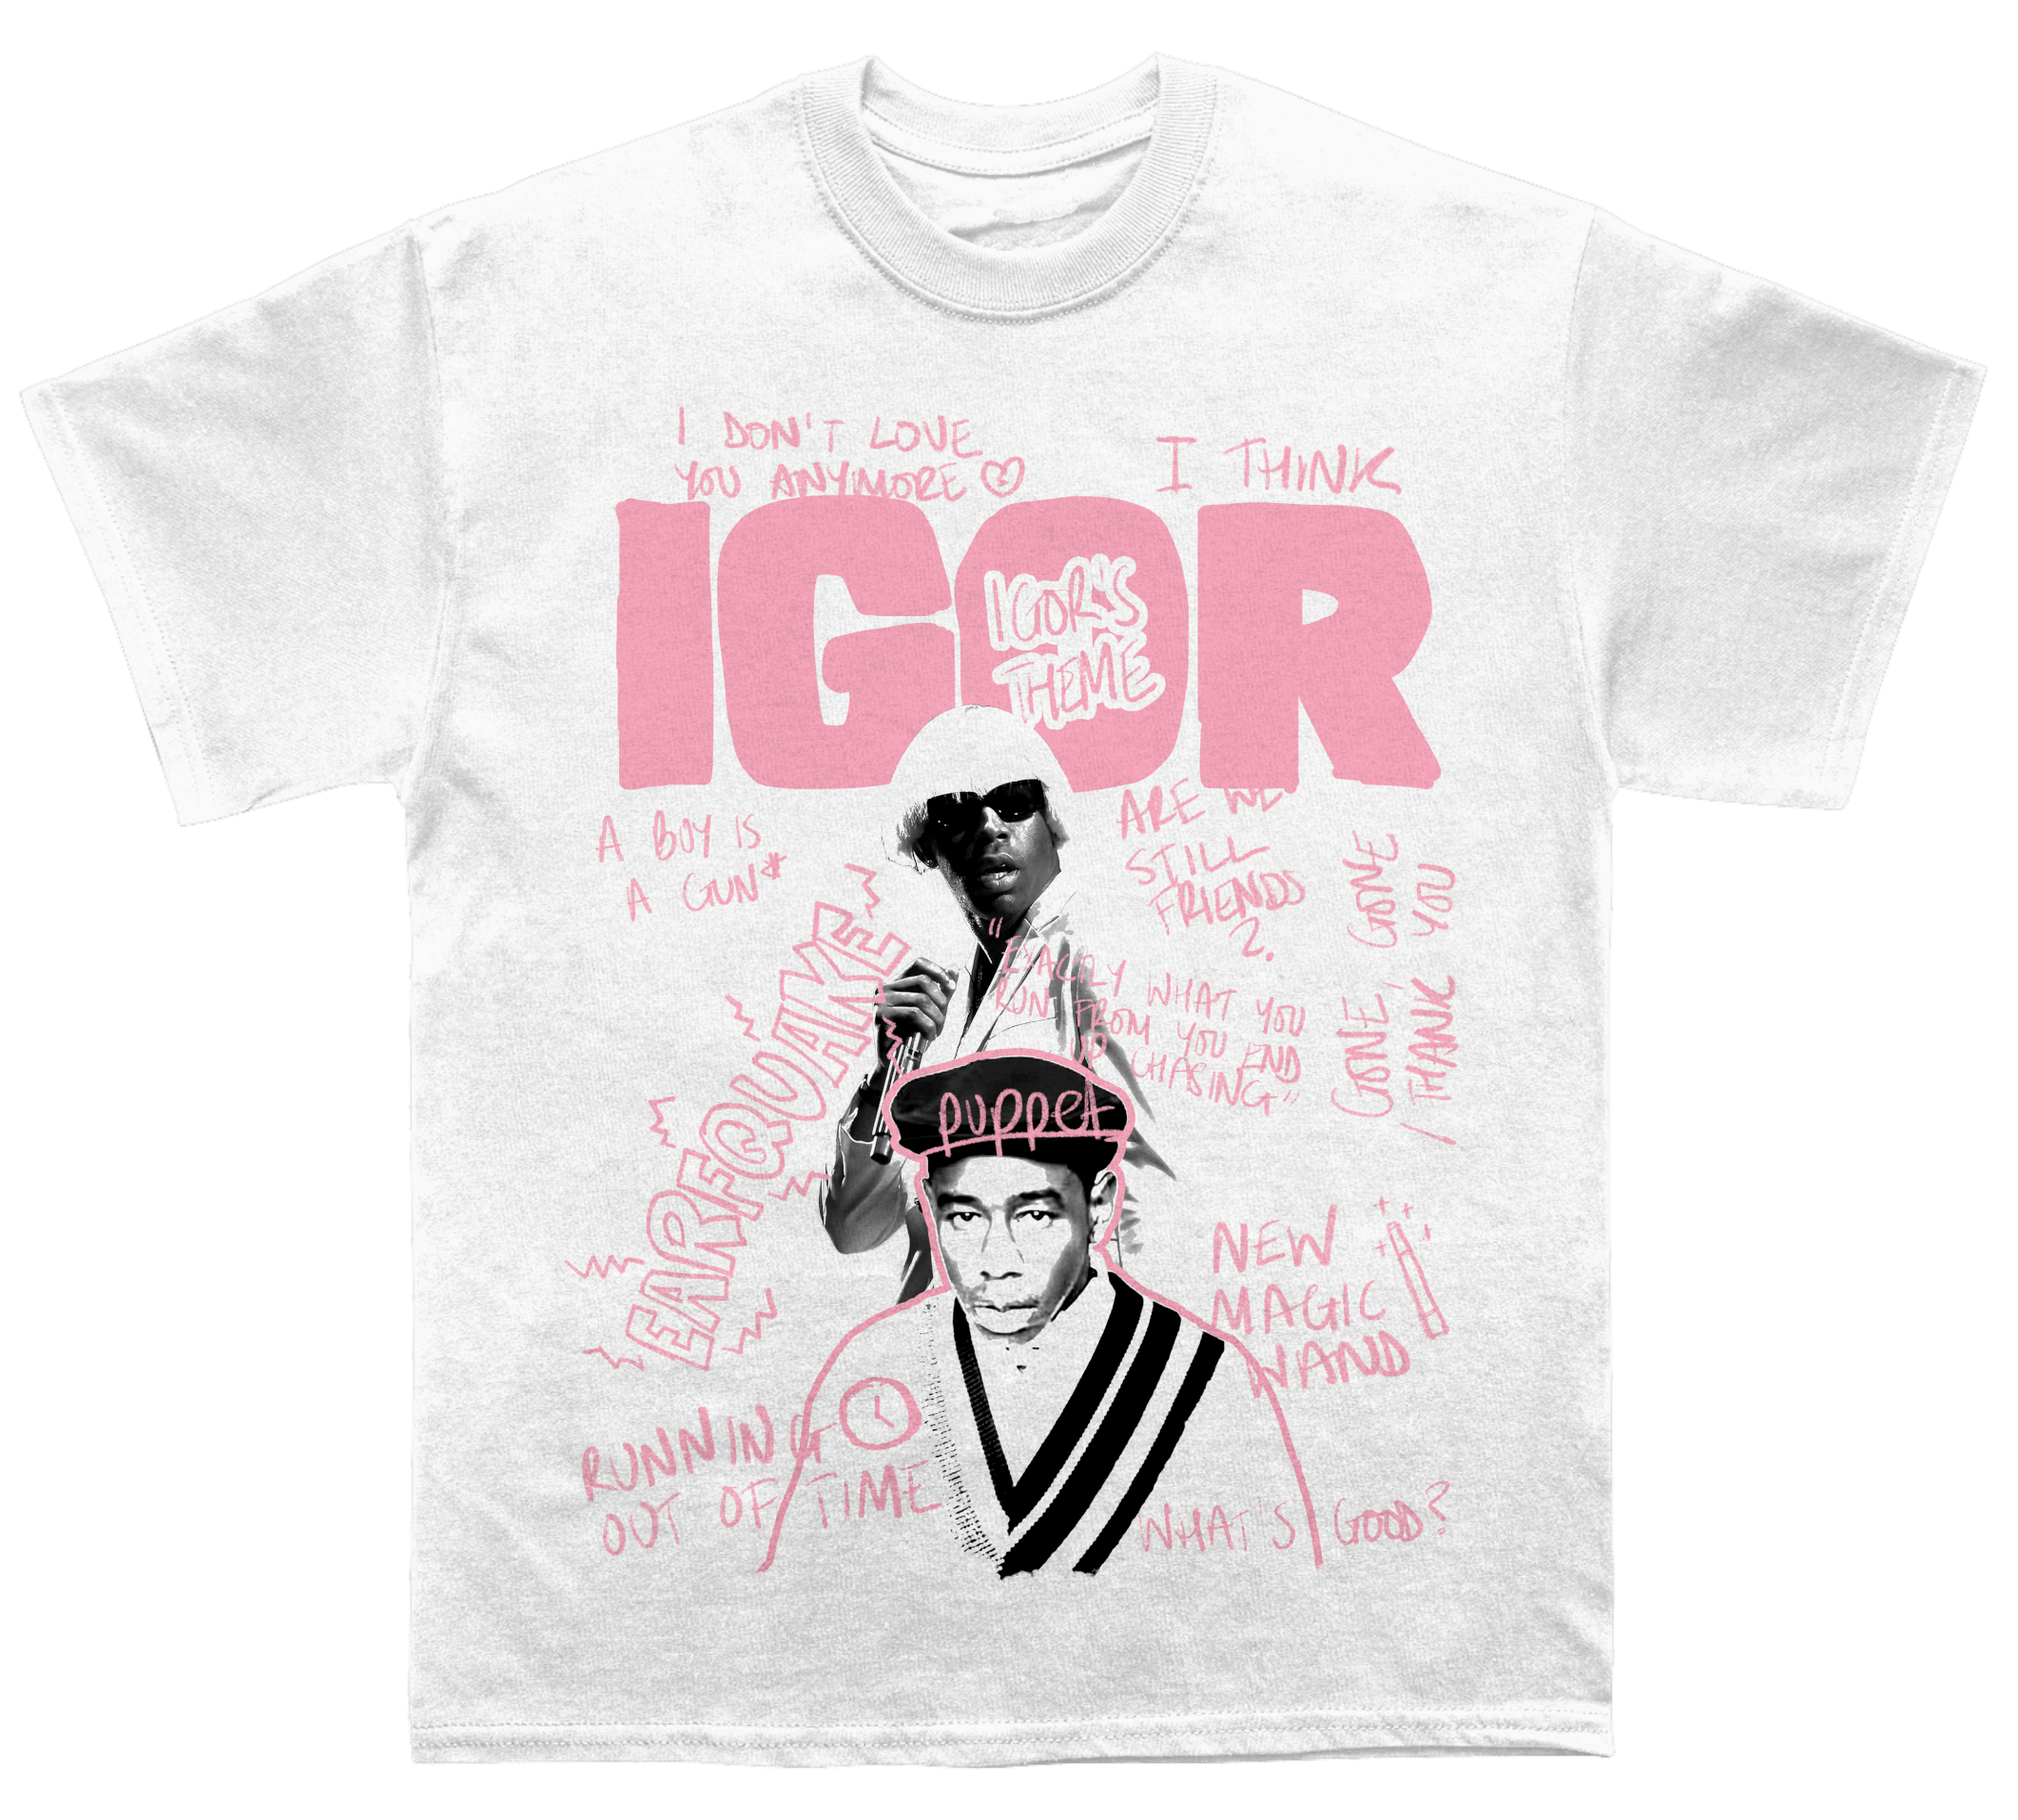 I DON'T LOVE
YOU ANYMORE
I THINK
IGOR
IGOR'S
THEME
A BOY IS
A GUN*
ARE WE
STILL
FRIENDS
?.
EARFQUAKE
"EXACTLY WHAT YOU
RUN FROM YOU END
UP CHASING"
GONE, GONE
/ THANK YOU
puppet
NEW
MAGIC
WAND
RUNNING
OUT OF TIME
WHAT'S GOOD?